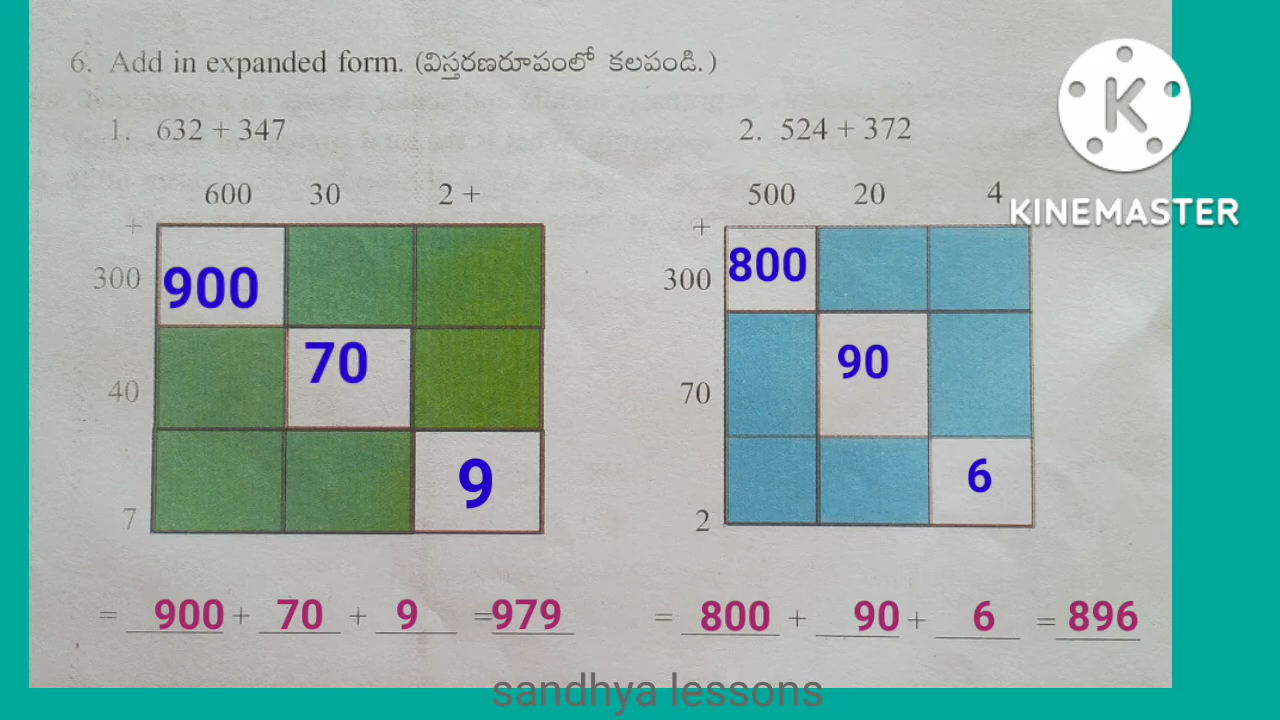 6. Add in expanded form. (విస్తరణరూపంలో కలపండి.)
1. 632 + 347
2. 524 + 372
600 30 2 +
500 20 4
KINEMASTER
K
+
300 900
40 70
7 9
+
300 800
70 90
2 6
= 900 + 70 + 9 = 979
= 800 + 90 + 6 = 896
sandhya lessons